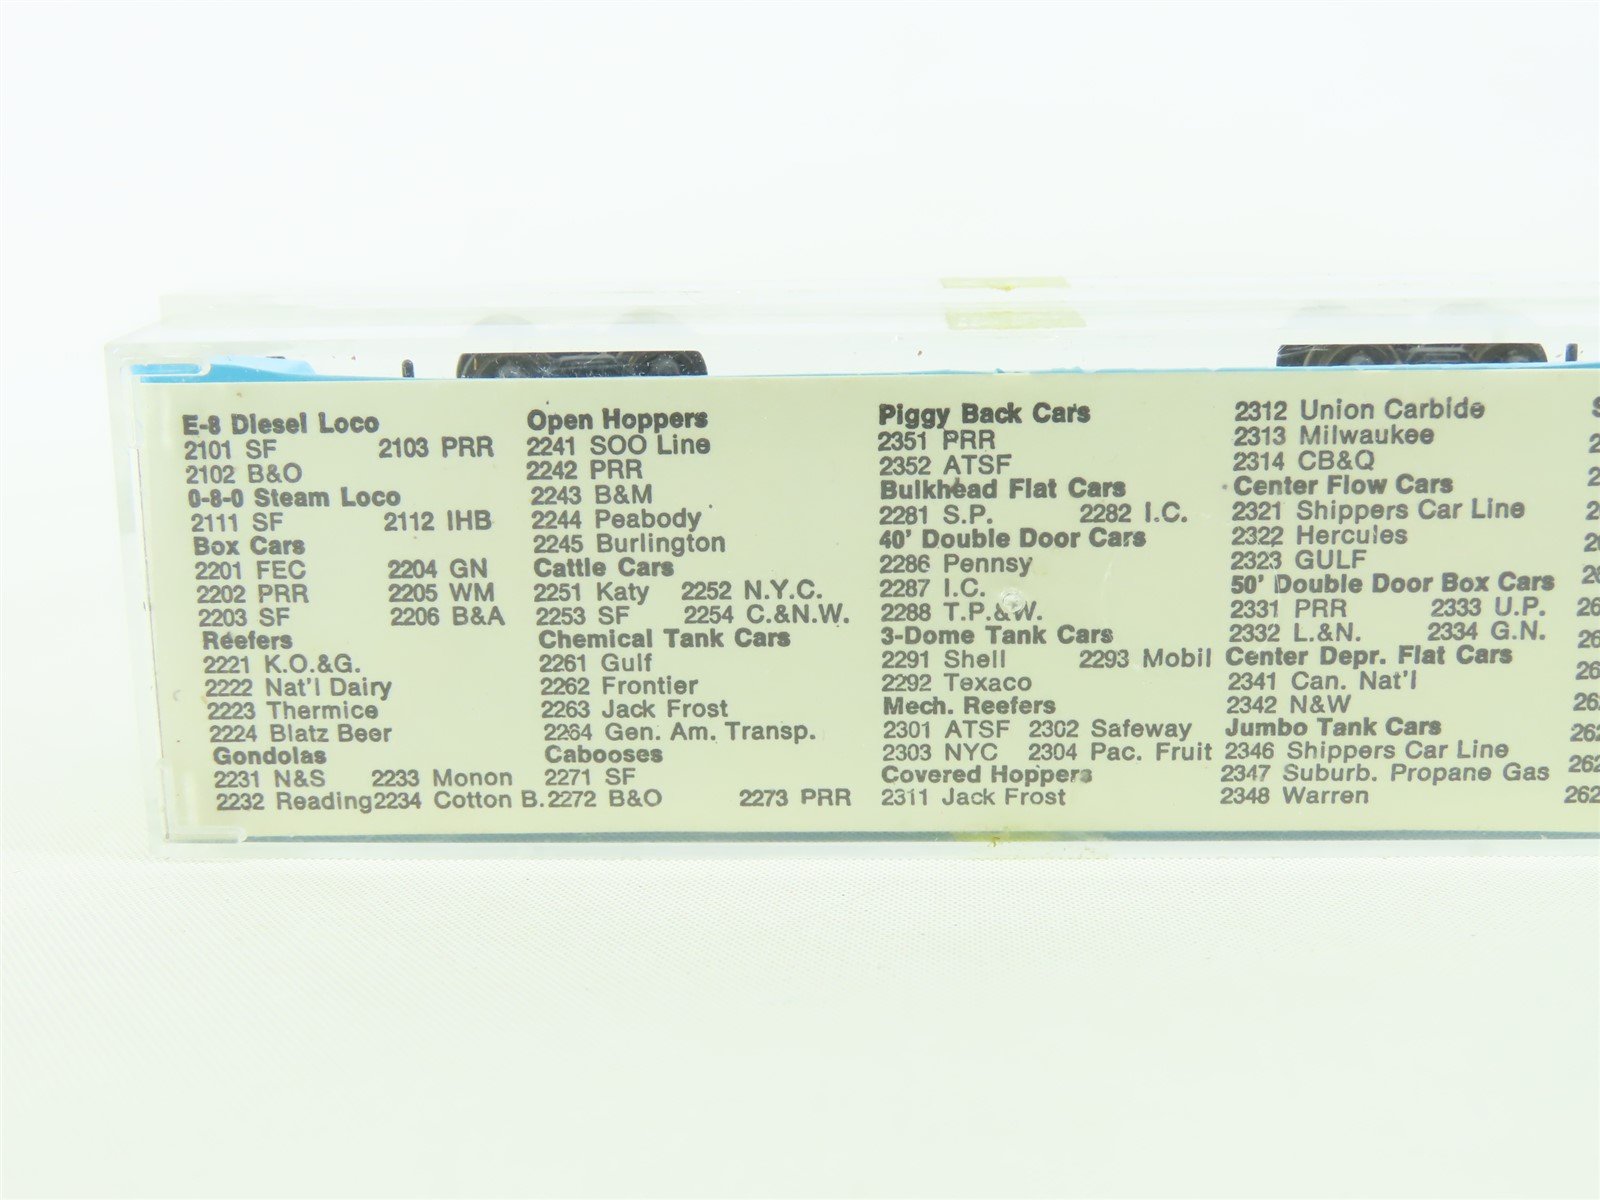 E-8 Diesel Loco
2101 SF 2103 PRR
2102 B&O
0-8-0 Steam Loco
2111 SF 2112 IHB
Box Cars
2201 FEC 2204 GN
2202 PRR 2205 WM
2203 SF 2206 B&A
Reefers
2221 K.O.&G.
2222 Nat'l Dairy
2223 Thermice
2224 Blatz Beer
Gondolas
2231 N&S 2233 Monon
2232 Reading 2234 Cotton B.
Open Hoppers
2241 SOO Line
2242 PRR
2243 B&M
2244 Peabody
2245 Burlington
Cattle Cars
2251 Katy 2252 N.Y.C.
2253 SF 2254 C.&N.W.
Chemical Tank Cars
2261 Gulf
2262 Frontier
2263 Jack Frost
2264 Gen. Am. Transp.
Cabooses
2271 SF
2272 B&O 2273 PRR
Piggy Back Cars
2351 PRR
2352 ATSF
Bulkhead Flat Cars
2281 S.P. 2282 I.C.
40' Double Door Cars
2286 Pennsy
2287 I.C.
2288 T.P.&W.
3-Dome Tank Cars
2291 Shell 2293 Mobil
2292 Texaco
Mech. Reefers
2301 ATSF 2302 Safeway
2303 NYC 2304 Pac. Fruit
Covered Hoppers
2311 Jack Frost
2312 Union Carbide
2313 Milwaukee
2314 CB&Q
Center Flow Cars
2321 Shippers Car Line
2322 Hercules
2323 GULF
50' Double Door Box Cars
2331 PRR 2333 U.P.
2332 L.&N. 2334 G.N.
Center Depr. Flat Cars
2341 Can. Nat'l
2342 N&W
Jumbo Tank Cars
2346 Shippers Car Line
2347 Suburb. Propane Gas
2348 Warren